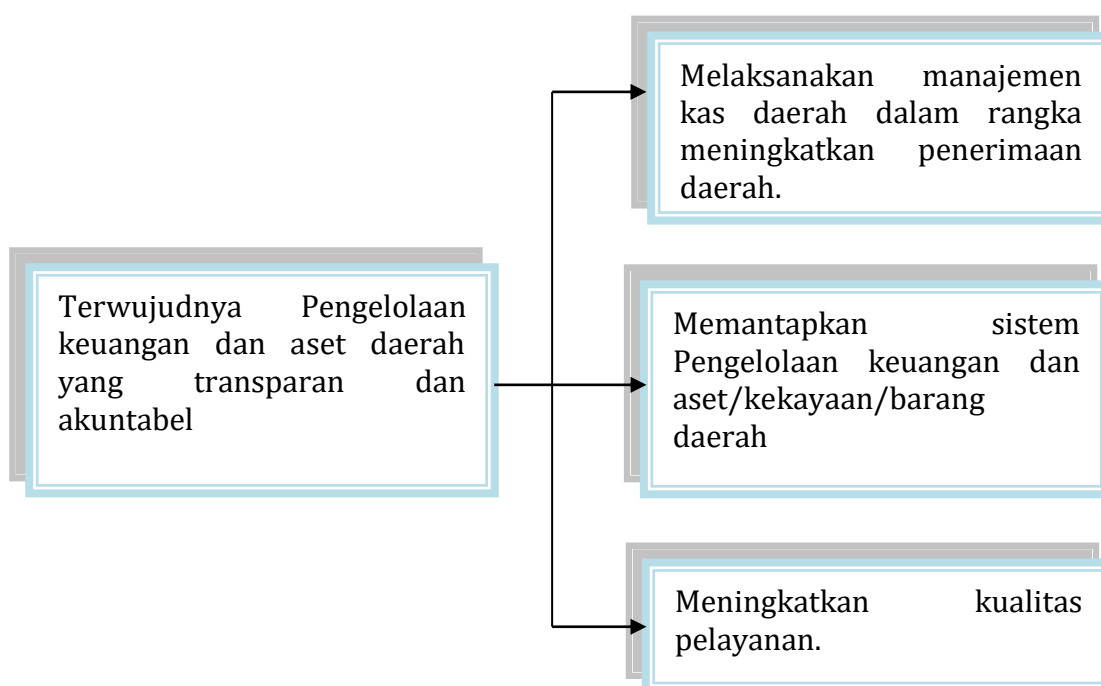 Terwujudnya Pengelolaan
keuangan dan aset daerah
yang transparan dan
akuntabel
Melaksanakan manajemen
kas daerah dalam rangka
meningkatkan penerimaan
daerah.
Memantapkan sistem
Pengelolaan keuangan dan
aset/kekayaan/barang
daerah
Meningkatkan kualitas
pelayanan.